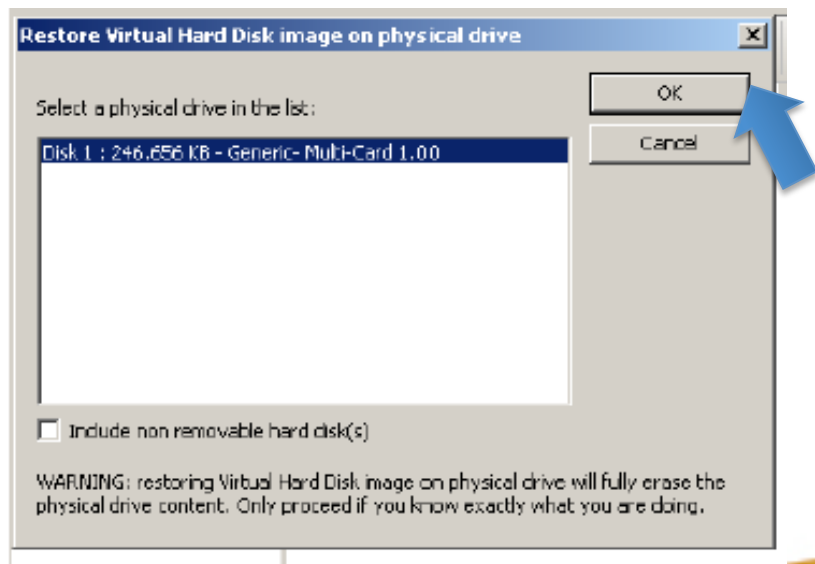 Restore Virtual Hard Disk image on physical drive
OK
Select a physical drive in the list:
Cancel
Disk 1 : 246.656 KB - Generic- Multi-Card 1.00
Include non removable hard disk(s)
WARNING: restoring Virtual Hard Disk image on physical drive will fully erase the
physical drive content. Only proceed if you know exactly what you are doing.